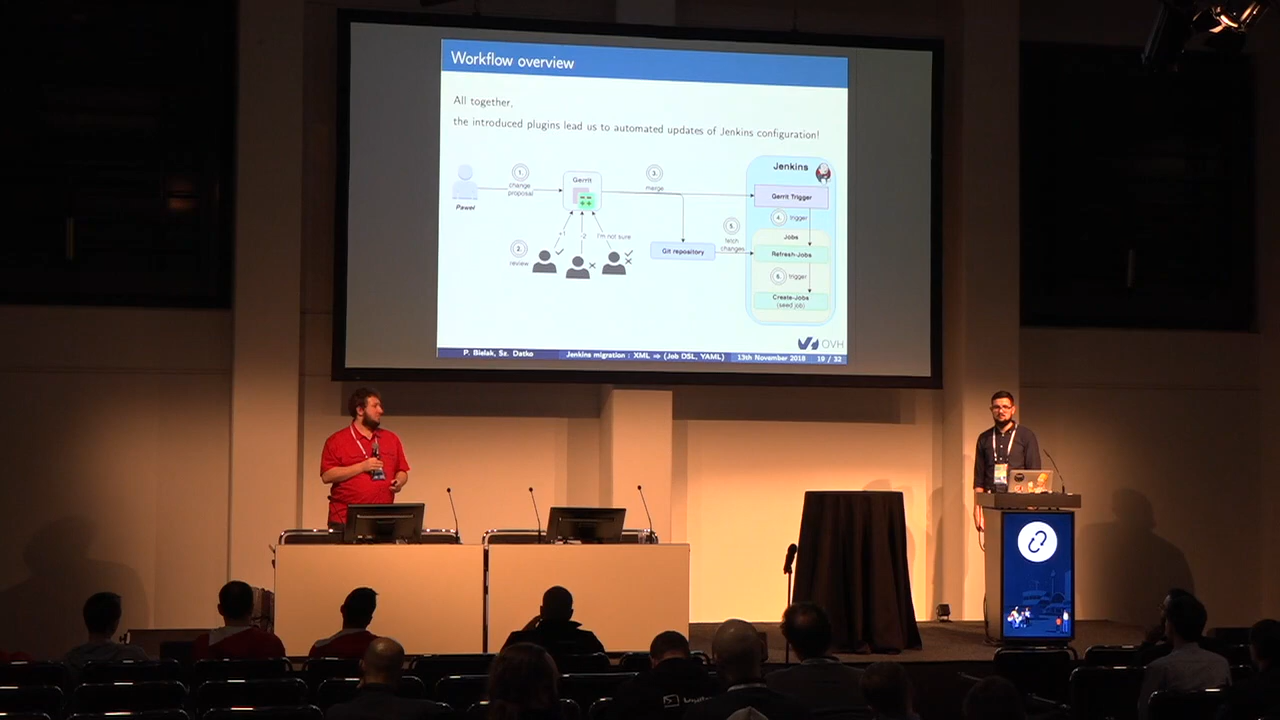 Workflow overview
All together,
the introduced plugins lead us to automated updates of Jenkins configuration!
Jenkins
1.
change
proposal
Gerrit
3.
merge
Gerrit Trigger
Paweł
4. trigger
+1
-2
I'm not sure
5.
fetch
changes
Jobs
2.
review
Git repository
Refresh-Jobs
6. trigger
Create-Jobs
(seed job)
OVH
P. Bielak, Sz. Datko
Jenkins migration : XML ⇒ (Job DSL, YAML)
13th November 2018
19 / 32